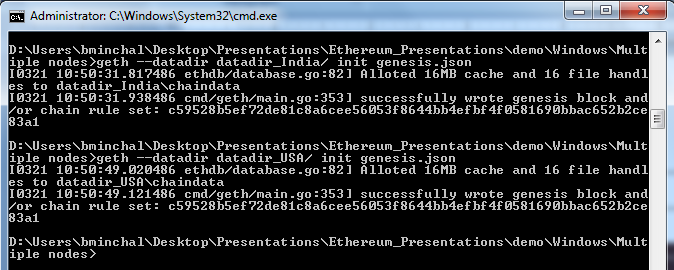 Administrator: C:\Windows\System32\cmd.exe
D:\Users\bminchal\Desktop\Presentations\Ethereum_Presentations\demo\Windows\Mult
iple nodes>geth --datadir datadir_India/ init genesis.json
I0321 10:50:31.817486 ethdb/database.go:82] Alloted 16MB cache and 16 file handl
es to datadir_India\chaindata
I0321 10:50:31.938486 cmd/geth/main.go:353] successfully wrote genesis block and
/or chain rule set: c59528b5ef72de81c8a6cee56053f8644bb4efbf4f0581690bbac652b2ce
83a1
D:\Users\bminchal\Desktop\Presentations\Ethereum_Presentations\demo\Windows\Mult
iple nodes>geth --datadir datadir_USA/ init genesis.json
I0321 10:50:49.020486 ethdb/database.go:82] Alloted 16MB cache and 16 file handl
es to datadir_USA\chaindata
I0321 10:50:49.121486 cmd/geth/main.go:353] successfully wrote genesis block and
/or chain rule set: c59528b5ef72de81c8a6cee56053f8644bb4efbf4f0581690bbac652b2ce
83a1
D:\Users\bminchal\Desktop\Presentations\Ethereum_Presentations\demo\Windows\Mult
iple nodes>